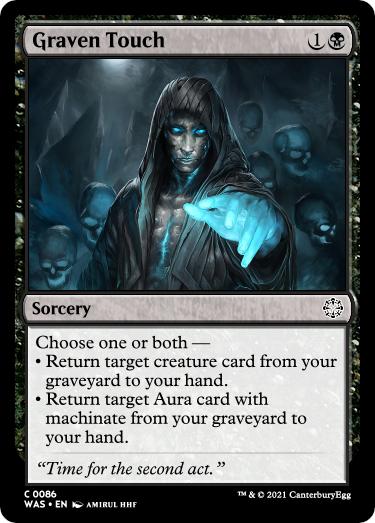 Graven Touch 1
Sorcery
Choose one or both —
• Return target creature card from your
graveyard to your hand.
• Return target Aura card with
machinate from your graveyard to
your hand.
“Time for the second act.”
C 0086
WAS • EN AMIRUL HHF
™ & © 2021 CanterburyEgg